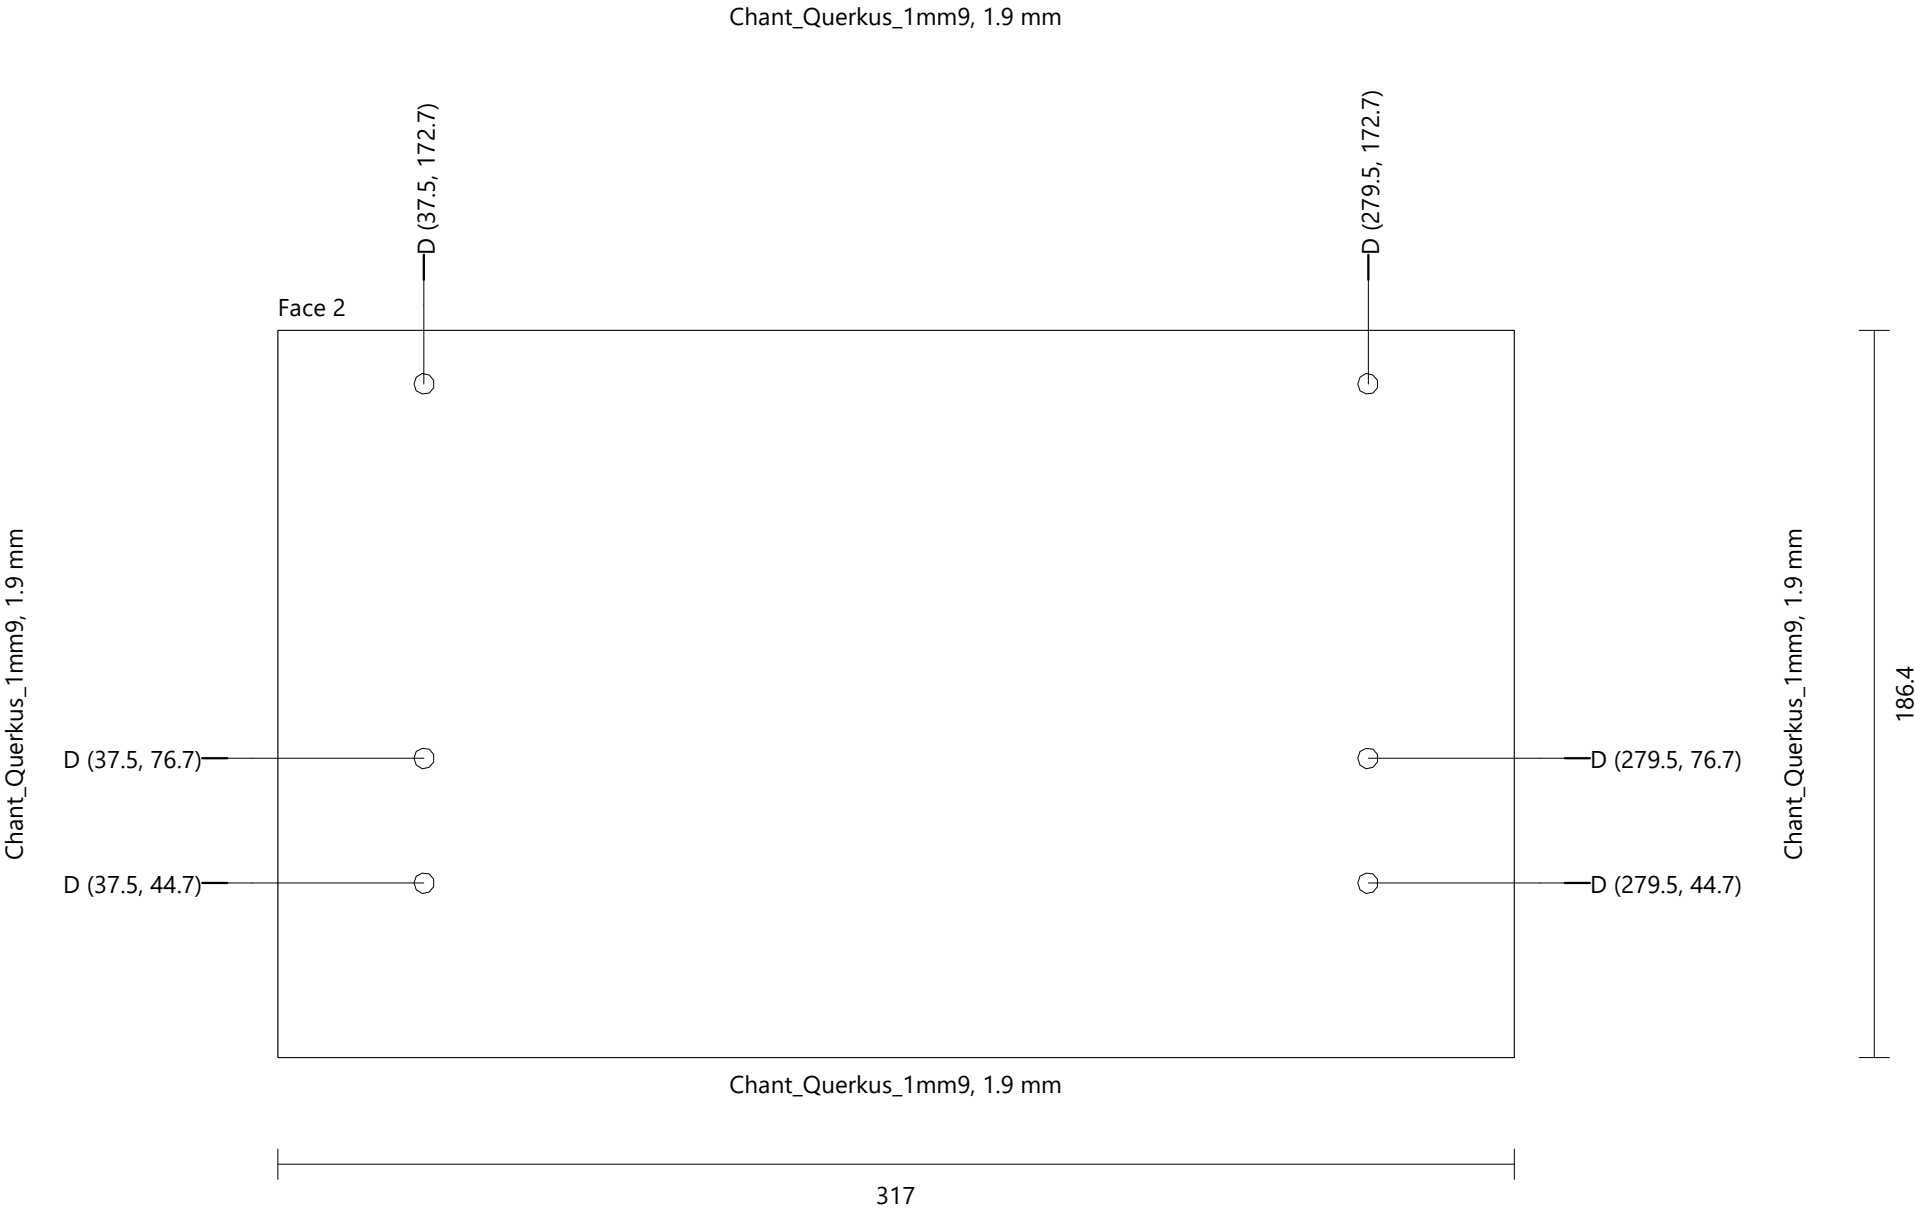 Chant_Querkus_1mm9, 1.9 mm
D (37.5, 172.7)
D (279.5, 172.7)
Face 2
Chant_Querkus_1mm9, 1.9 mm
Chant_Querkus_1mm9, 1.9 mm
186.4
D (37.5, 76.7)
D (279.5, 76.7)
D (37.5, 44.7)
D (279.5, 44.7)
Chant_Querkus_1mm9, 1.9 mm
317